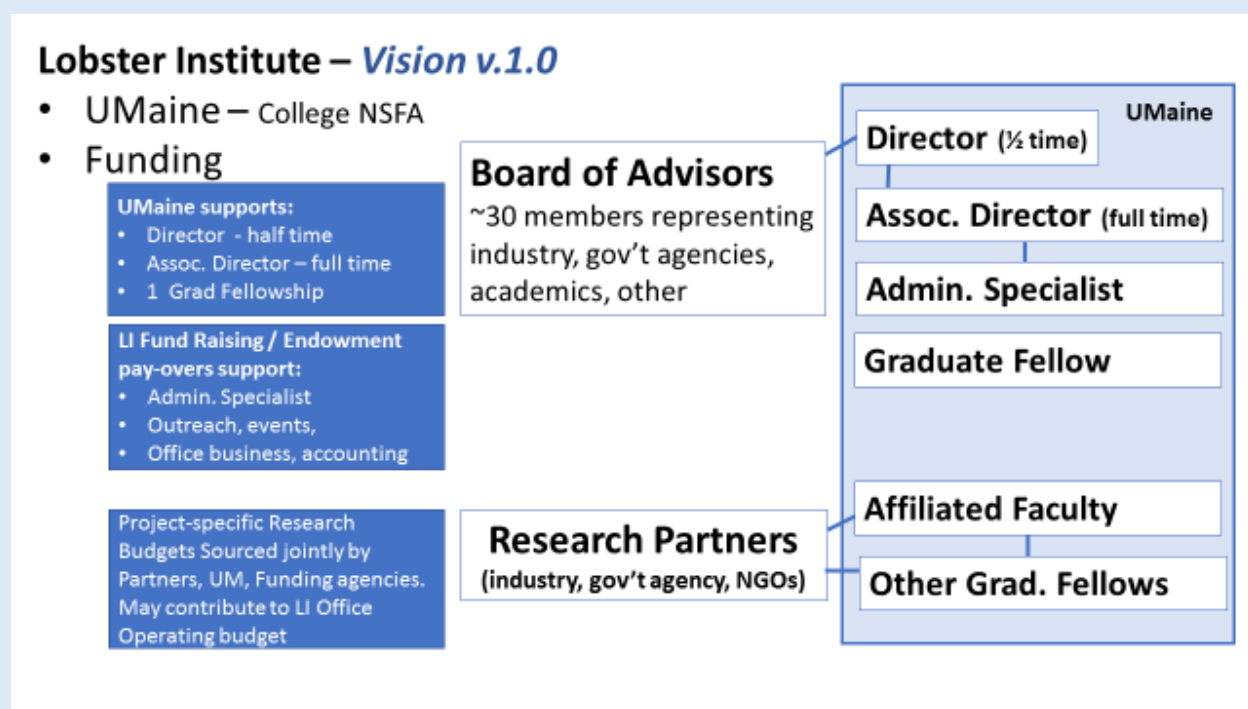 Lobster Institute – Vision v.1.0
• UMaine – College NSFA
• Funding
UMaine supports:
• Director - half time
• Assoc. Director – full time
• 1 Grad Fellowship
LI Fund Raising / Endowment
pay-overs support:
• Admin. Specialist
• Outreach, events,
• Office business, accounting
Project-specific Research
Budgets Sourced jointly by
Partners, UM, Funding agencies.
May contribute to LI Office
Operating budget
Board of Advisors
~30 members representing
industry, gov’t agencies,
academics, other
Research Partners
(industry, gov’t agency, NGOs)
UMaine
Director (½ time)
Assoc. Director (full time)
Admin. Specialist
Graduate Fellow
Affiliated Faculty
Other Grad. Fellows